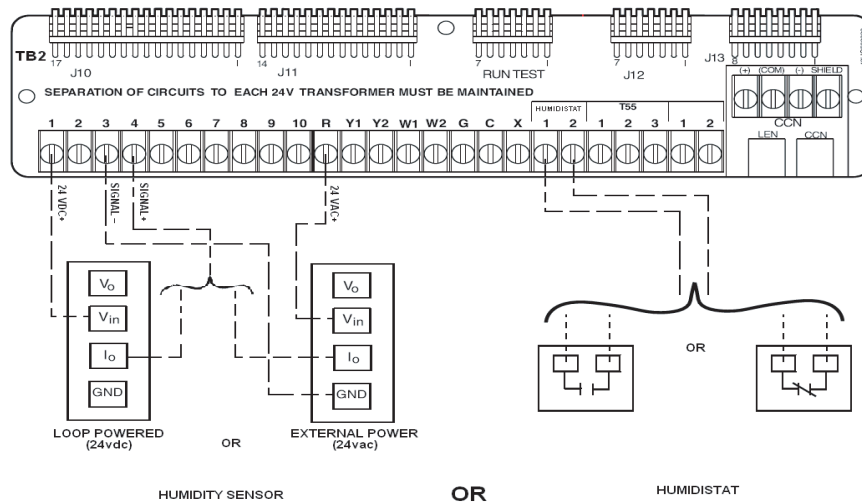 TB2
17 1
J10
14 1
J11
7 1
RUN TEST
7 1
J12
J13
8 1
SEPARATION OF CIRCUITS TO EACH 24V TRANSFORMER MUST BE MAINTAINED
(+) (COM) (-) SHIELD
CCN
LEN CCN
HUMIDISTAT T55
1 2 3 4 5 6 7 8 9 10 R Y1 Y2 W1 W2 G C X 1 2 1 2 3 1 2
24 VDC+
SIGNAL-
SIGNAL+
24 VAC+
Vo
Vin
Io
GND
LOOP POWERED
(24vdc)
OR
Vo
Vin
Io
GND
EXTERNAL POWER
(24vac)
OR
HUMIDITY SENSOR
OR
HUMIDISTAT